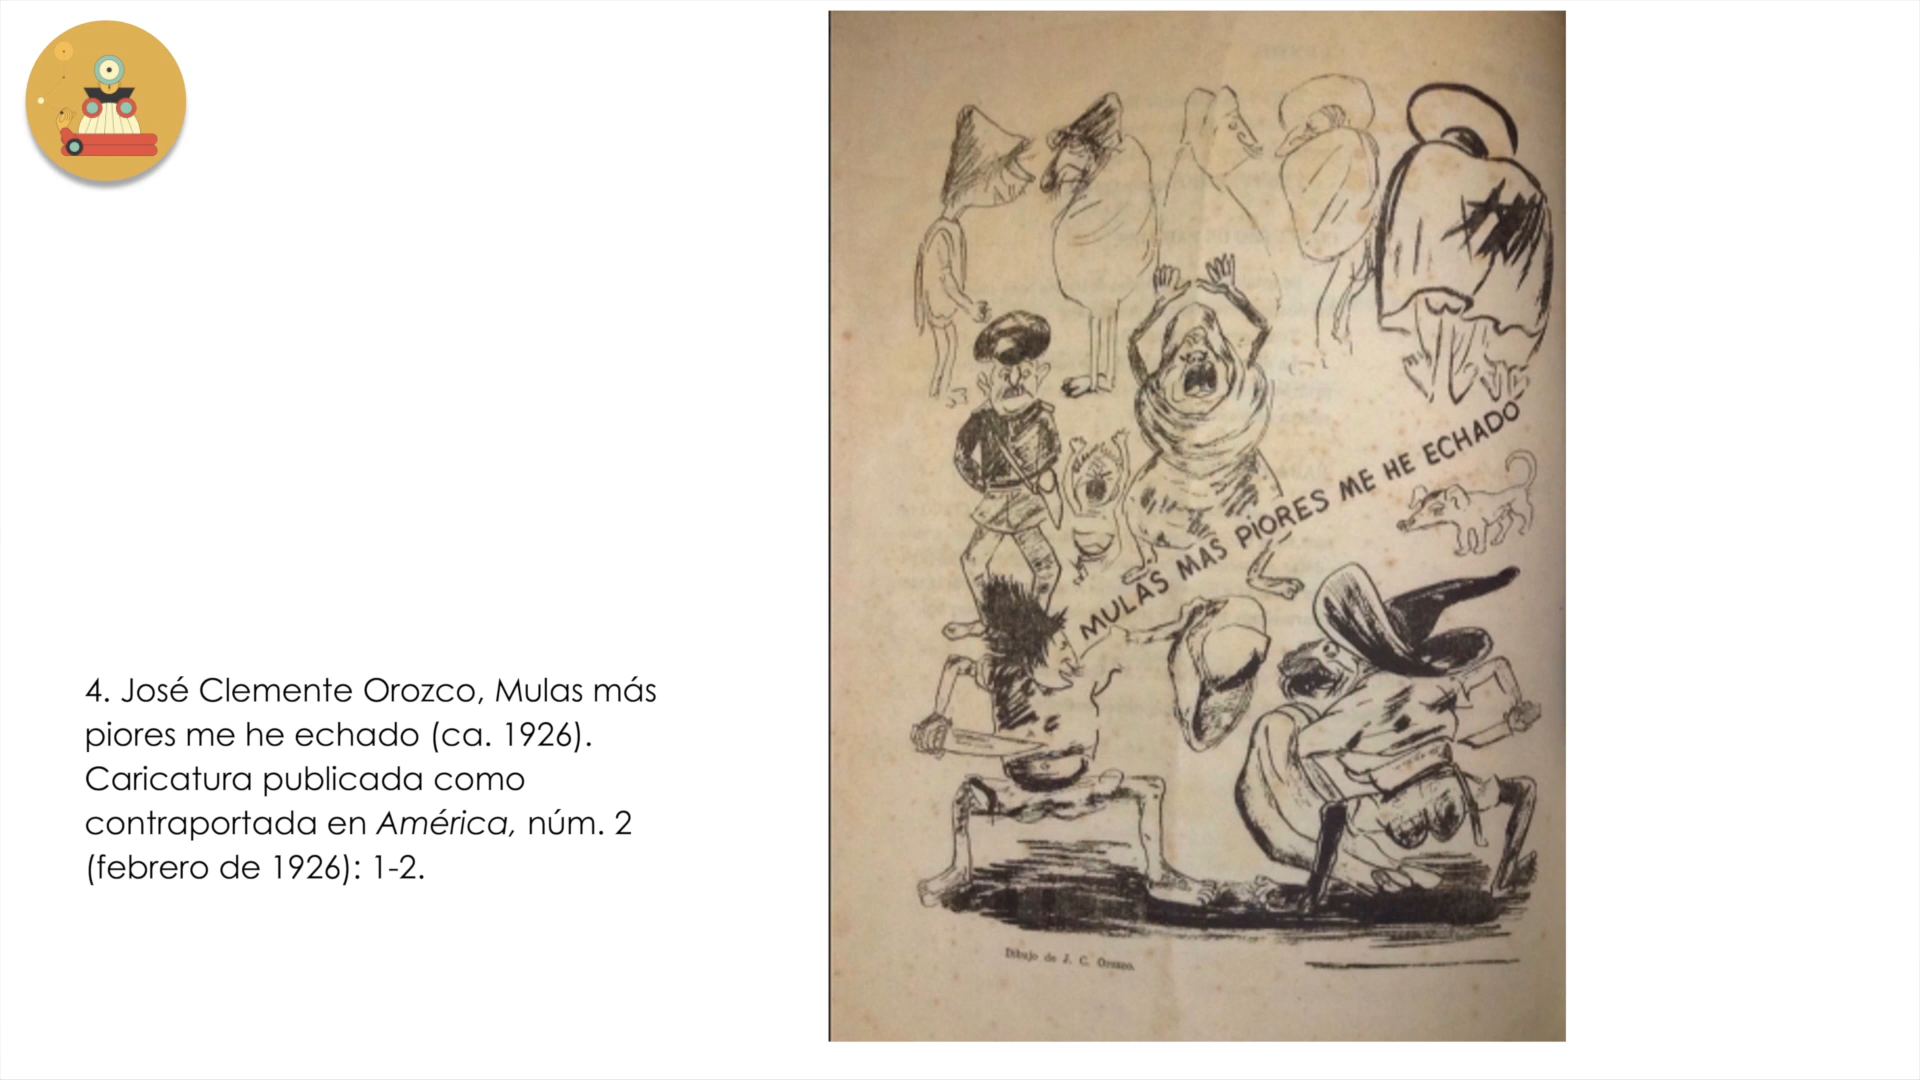 4. José Clemente Orozco, Mulas más
piores me he echado (ca. 1926).
Caricatura publicada como
contraportada en América, núm. 2
(febrero de 1926): 1-2.
MULAS MAS PIORES ME HE ECHADO
Dibujo de J. C. Orozco.